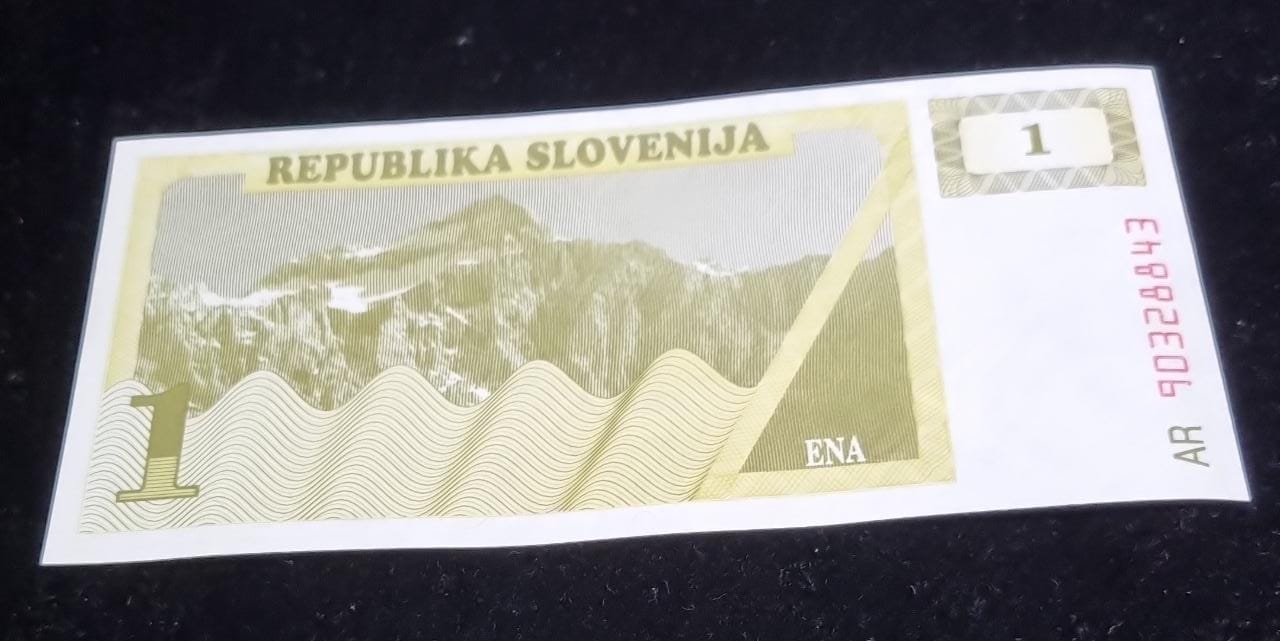 REPUBLIKA SLOVENIJA
1
1
ENA
AR 90328843